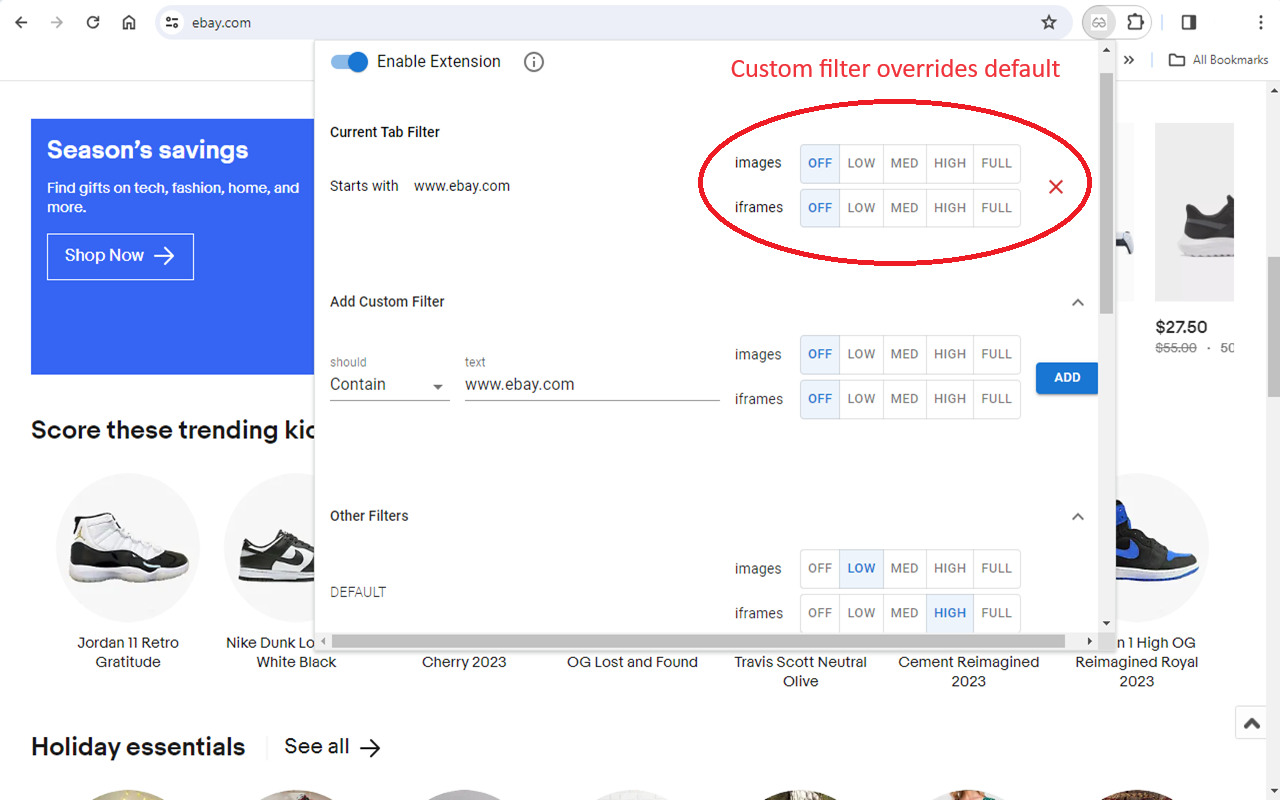 ebay.com
Enable Extension
Custom filter overrides default
All Bookmarks
Season's savings
Find gifts on tech, fashion, home, and
more.
Shop Now
Current Tab Filter
images OFF LOW MED HIGH FULL
Starts with www.ebay.com
iframes OFF LOW MED HIGH FULL
Add Custom Filter
$27.50
$55.00 · 50
should
Contain
text
www.ebay.com
images OFF LOW MED HIGH FULL
iframes OFF LOW MED HIGH FULL
ADD
Score these trending kic
Other Filters
DEFAULT
images OFF LOW MED HIGH FULL
iframes OFF LOW MED HIGH FULL
Jordan 11 Retro
Gratitude
Nike Dunk Lo
White Black
Cherry 2023
OG Lost and Found
Travis Scott Neutral
Olive
Cement Reimagined
2023
n 1 High OG
Reimagined Royal
2023
Holiday essentials
See all